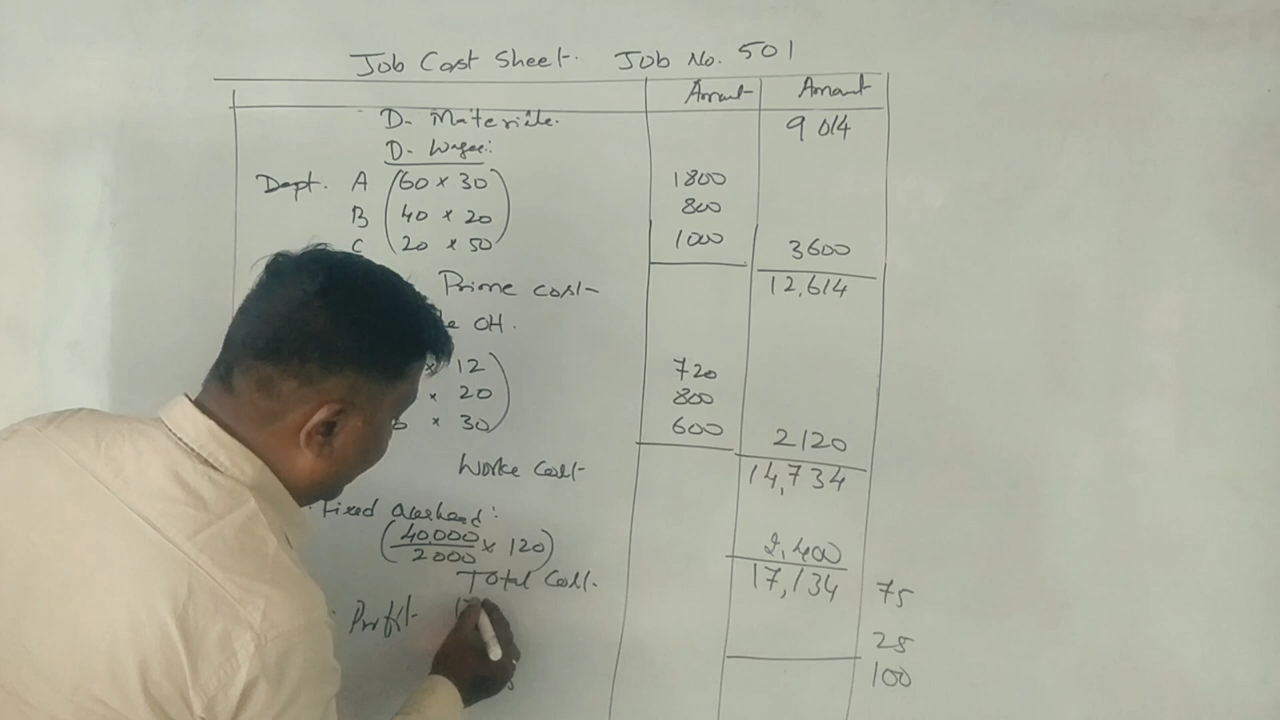 Job Cost Sheet. Job No. 501
Amount Amount
D- Materials. 9 014
D- Wages:
Dept. A (60 x 30) 1800
B (40 x 20) 800
C (20 x 50) 1000 3600
Prime cost 12,614
OH.
x 12) 720
x 20 800
x 30) 600 2120
Works Cost 14,734
Fixed Overhead:
(40,000/2000 x 120) 2,400
Total Cost. 17,134 75
Profit 25
100